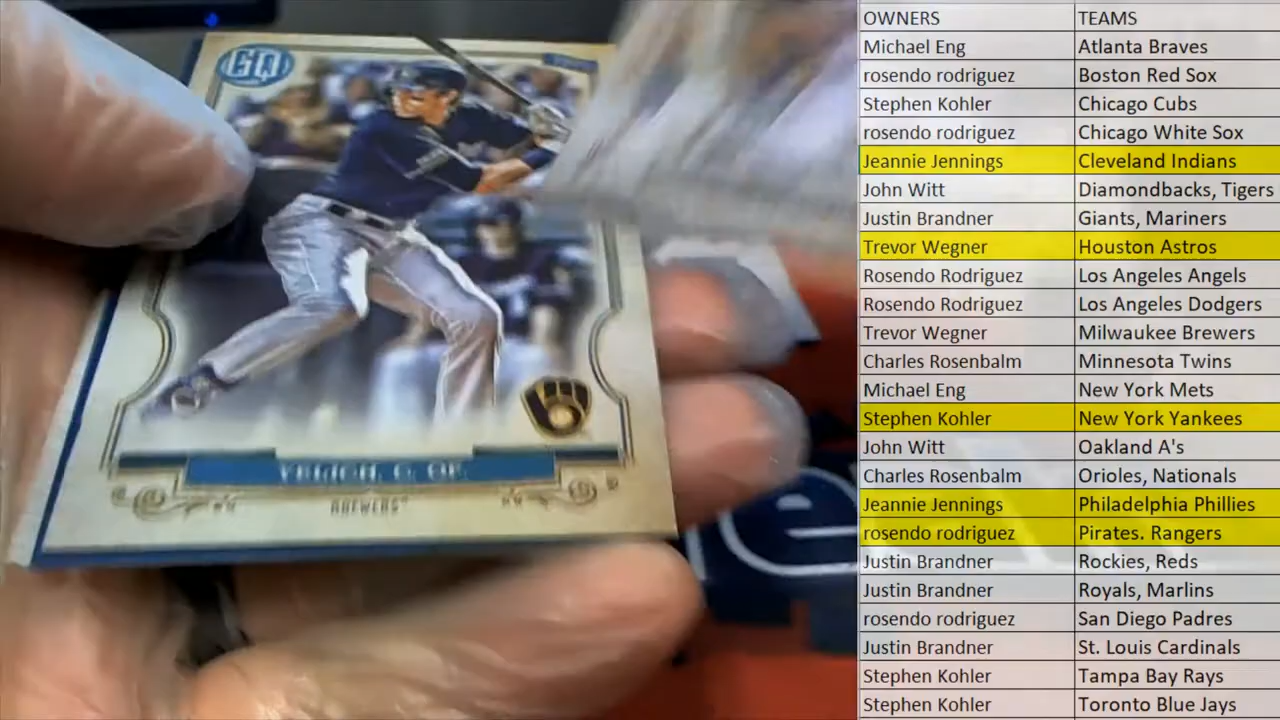 GQ
YELICH, C. OF.
BREWERS
OWNERS TEAMS
Michael Eng Atlanta Braves
rosendo rodriguez Boston Red Sox
Stephen Kohler Chicago Cubs
rosendo rodriguez Chicago White Sox
Jeannie Jennings Cleveland Indians
John Witt Diamondbacks, Tigers
Justin Brandner Giants, Mariners
Trevor Wegner Houston Astros
Rosendo Rodriguez Los Angeles Angels
Rosendo Rodriguez Los Angeles Dodgers
Trevor Wegner Milwaukee Brewers
Charles Rosenbalm Minnesota Twins
Michael Eng New York Mets
Stephen Kohler New York Yankees
John Witt Oakland A's
Charles Rosenbalm Orioles, Nationals
Jeannie Jennings Philadelphia Phillies
rosendo rodriguez Pirates. Rangers
Justin Brandner Rockies, Reds
Justin Brandner Royals, Marlins
rosendo rodriguez San Diego Padres
Justin Brandner St. Louis Cardinals
Stephen Kohler Tampa Bay Rays
Stephen Kohler Toronto Blue Jays